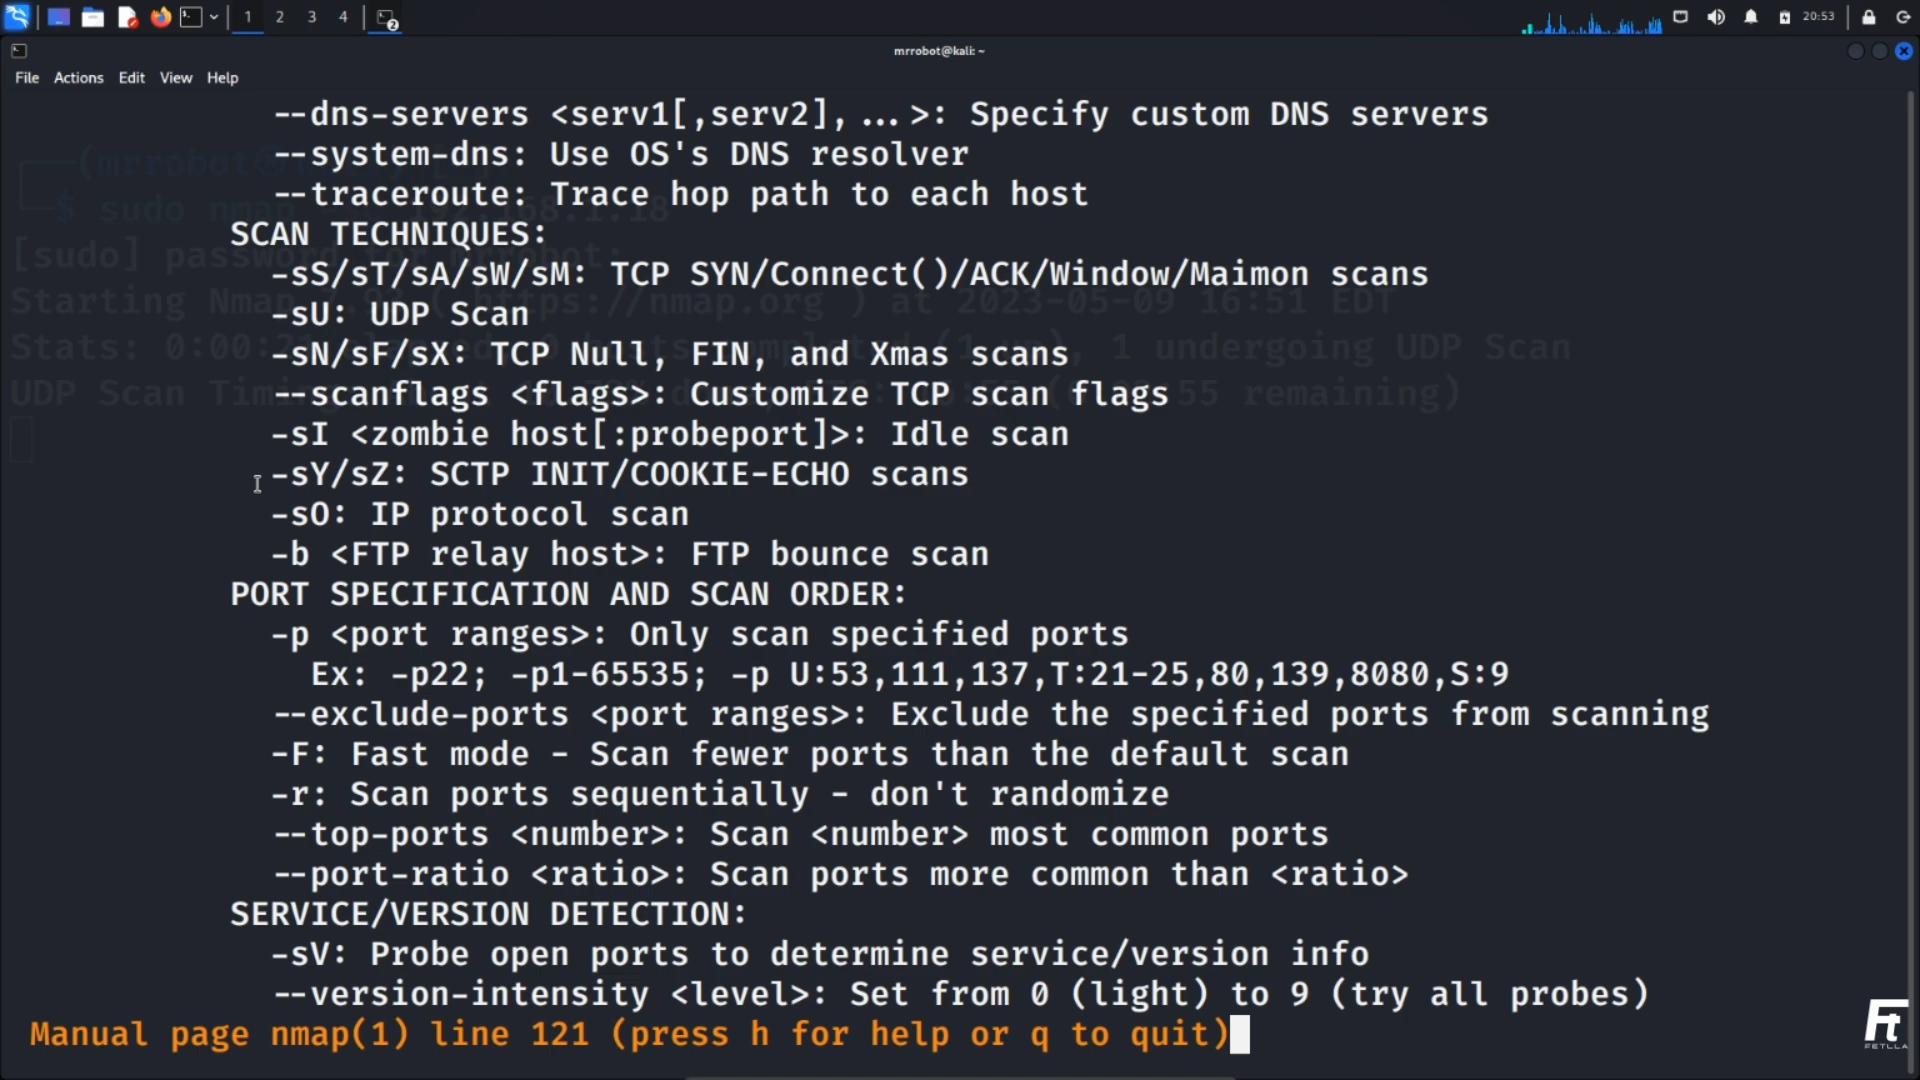 1 2 3 4 2 20:53
mrrobot@kali: ~
File Actions Edit View Help
--dns-servers <serv1[,serv2],...>: Specify custom DNS servers
--system-dns: Use OS's DNS resolver
--traceroute: Trace hop path to each host
SCAN TECHNIQUES:
-sS/sT/sA/sW/sM: TCP SYN/Connect()/ACK/Window/Maimon scans
-sU: UDP Scan
-sN/sF/sX: TCP Null, FIN, and Xmas scans
--scanflags <flags>: Customize TCP scan flags
-sI <zombie host[:probeport]>: Idle scan
-sY/sZ: SCTP INIT/COOKIE-ECHO scans
-sO: IP protocol scan
-b <FTP relay host>: FTP bounce scan
PORT SPECIFICATION AND SCAN ORDER:
-p <port ranges>: Only scan specified ports
Ex: -p22; -p1-65535; -p U:53,111,137,T:21-25,80,139,8080,S:9
--exclude-ports <port ranges>: Exclude the specified ports from scanning
-F: Fast mode - Scan fewer ports than the default scan
-r: Scan ports sequentially - don't randomize
--top-ports <number>: Scan <number> most common ports
--port-ratio <ratio>: Scan ports more common than <ratio>
SERVICE/VERSION DETECTION:
-sV: Probe open ports to determine service/version info
--version-intensity <level>: Set from 0 (light) to 9 (try all probes)
Manual page nmap(1) line 121 (press h for help or q to quit)
Ft
FETLLA